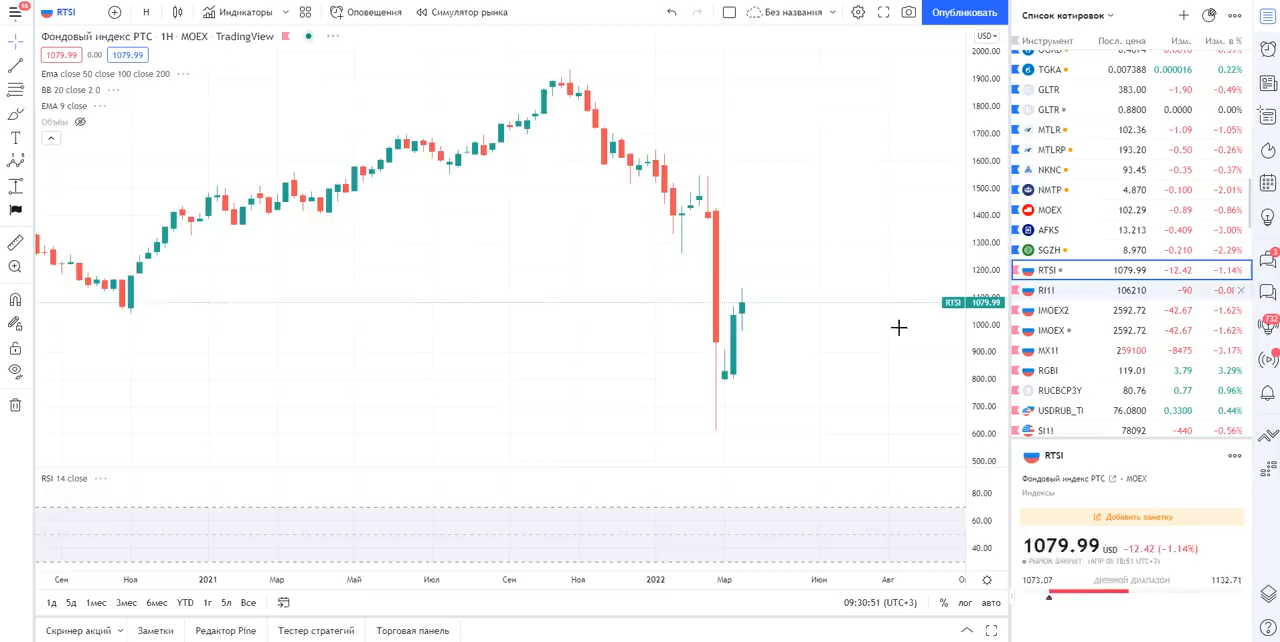 16
RTSI
Н
Индикаторы
Оповещения
Симулятор рынка
Без названия
Опубликовать
Фондовый индекс РТС · 1Н · MOEX · TradingView
1079.99 0.00 1079.99
Ema close 50 close 100 close 200
BB 20 close 2 0
EMA 9 close
Объём
USD
2000.00
1900.00
1800.00
1700.00
1600.00
1500.00
1400.00
1300.00
1200.00
RTSI 1079.99
1000.00
900.00
800.00
700.00
600.00
500.00
RSI 14 close
80.00
60.00
40.00
Сен Ноя 2021 Мар Май Июл Сен Ноя 2022 Мар Июн Авг
1д 5д 1мес 3мес 6мес YTD 1г 5л Все
09:30:51 (UTC+3) % лог авто
Скринер акций Заметки Редактор Pine Тестер стратегий Торговая панель
Список котировок
Инструмент Посл. цена Изм. Изм. в %
TGKA 0.007388 0.000016 0.22%
GLTR 383.00 −1.90 −0.49%
GLTR 0.8800 0.0000 0.00%
MTLR 102.36 −1.09 −1.05%
MTLRP 193.20 −0.50 −0.26%
NKNC 93.45 −0.35 −0.37%
NMTP 4.870 −0.100 −2.01%
MOEX 102.29 −0.89 −0.86%
AFKS 13.213 −0.409 −3.00%
SGZH 8.970 −0.210 −2.29%
RTSI 1079.99 −12.42 −1.14%
RI1! 106210 −90
IMOEX2 2592.72 −42.67 −1.62%
IMOEX 2592.72 −42.67 −1.62%
MX1! 259100 −8475 −3.17%
RGBI 119.01 3.79 3.29%
RUCBCP3Y 80.76 0.77 0.96%
USDRUB_T 76.0800 0.3300 0.44%
SI1! 78092 −440 −0.56%
RTSI
Фондовый индекс РТС · MOEX
Индексы
Добавить заметку
1079.99 USD −12.42 (−1.14%)
1073.07 ДНЕВНОЙ ДИАПАЗОН 1132.71
3
732